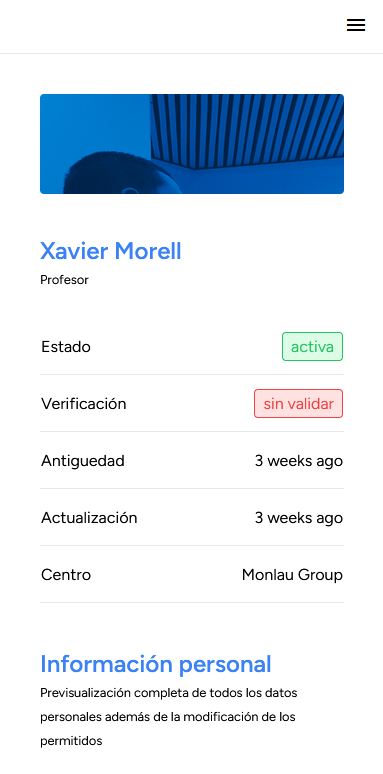 Xavier Morell
Profesor
Estado activa
Verificación sin validar
Antiguedad 3 weeks ago
Actualización 3 weeks ago
Centro Monlau Group
Información personal
Previsualización completa de todos los datos
personales además de la modificación de los
permitidos